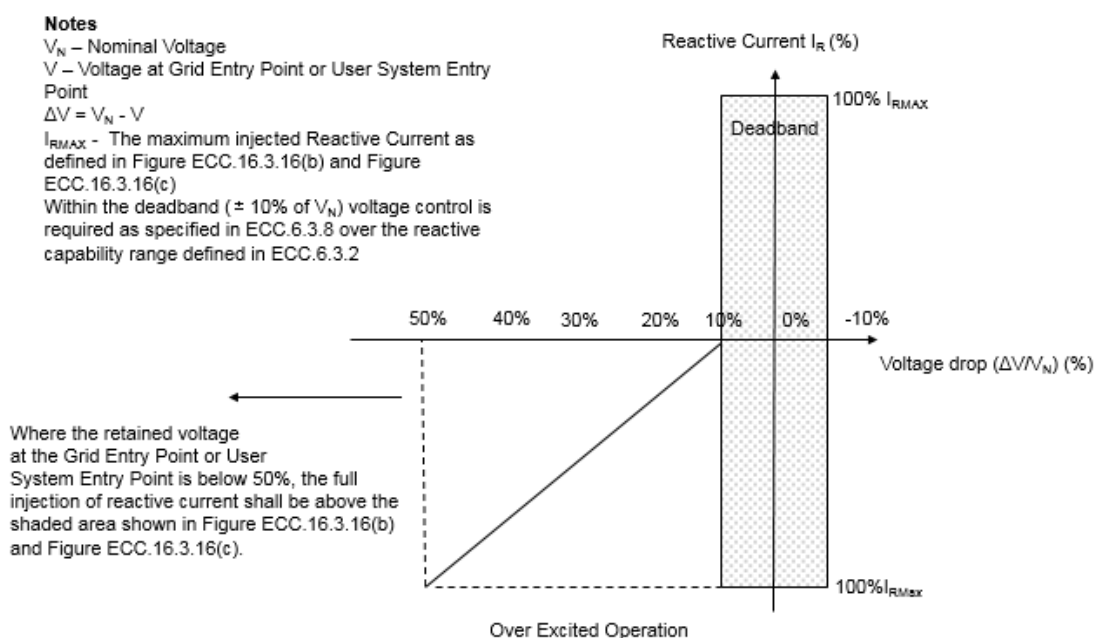 Notes
V_N – Nominal Voltage
V – Voltage at Grid Entry Point or User System Entry
Point
ΔV = V_N - V
I_RMAX - The maximum injected Reactive Current as
defined in Figure ECC.16.3.16(b) and Figure
ECC.16.3.16(c)
Within the deadband (± 10% of V_N) voltage control is
required as specified in ECC.6.3.8 over the reactive
capability range defined in ECC.6.3.2
Reactive Current I_R (%)
100% I_RMAX
Deadband
50% 40% 30% 20% 10% 0% -10%
Voltage drop (ΔV/V_N) (%)
Where the retained voltage
at the Grid Entry Point or User
System Entry Point is below 50%, the full
injection of reactive current shall be above the
shaded area shown in Figure ECC.16.3.16(b)
and Figure ECC.16.3.16(c).
100%I_RMax
Over Excited Operation